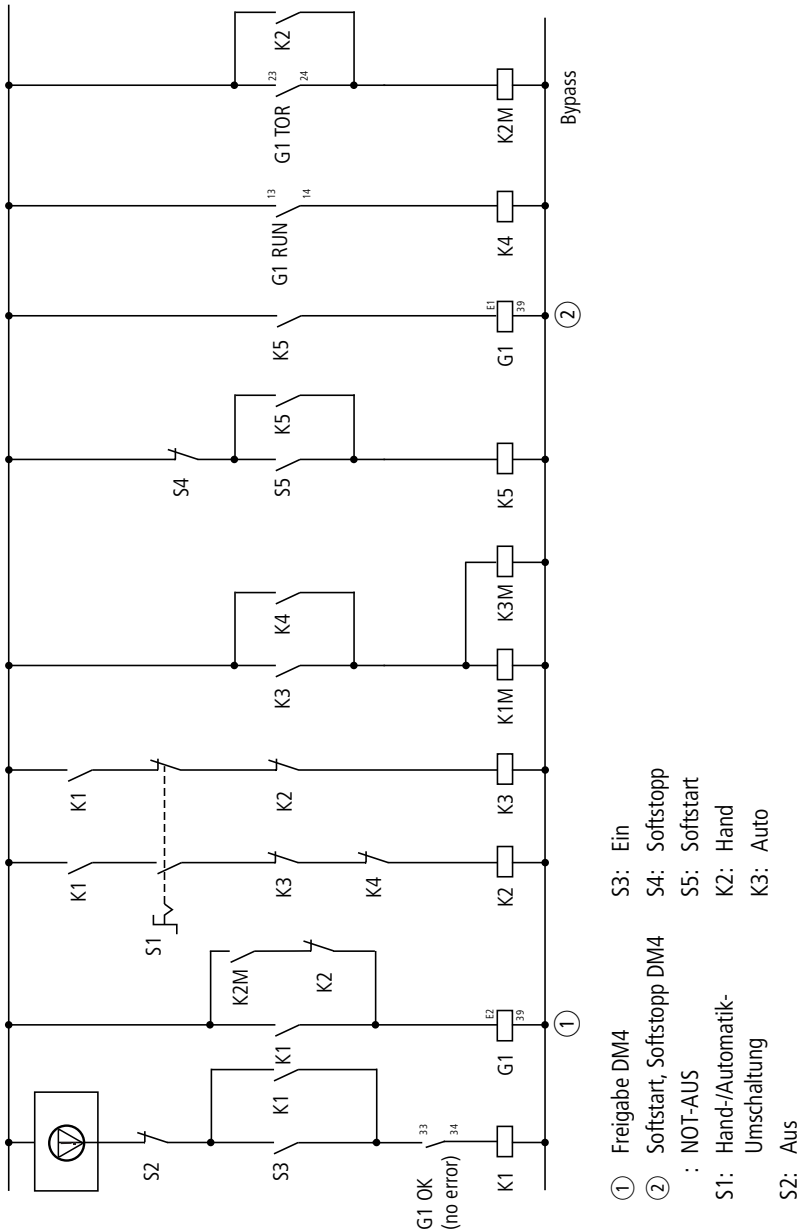 S2
S3
K1
G1 OK
(no error)
33
34
K1
K1
K2M
K2
G1
E2
39
①
S1
K1
K3
K4
K2
K1
K2
K3
K3
K4
K1M
K3M
S4
S5
K5
K5
K5
G1
E1
39
②
G1 RUN
13
14
K4
G1 TOR
23
24
K2
K2M
Bypass
① Freigabe DM4
② Softstart, Softstopp DM4
: NOT-AUS
S1: Hand-/Automatik-
Umschaltung
S2: Aus
S3: Ein
S4: Softstopp
S5: Softstart
K2: Hand
K3: Auto